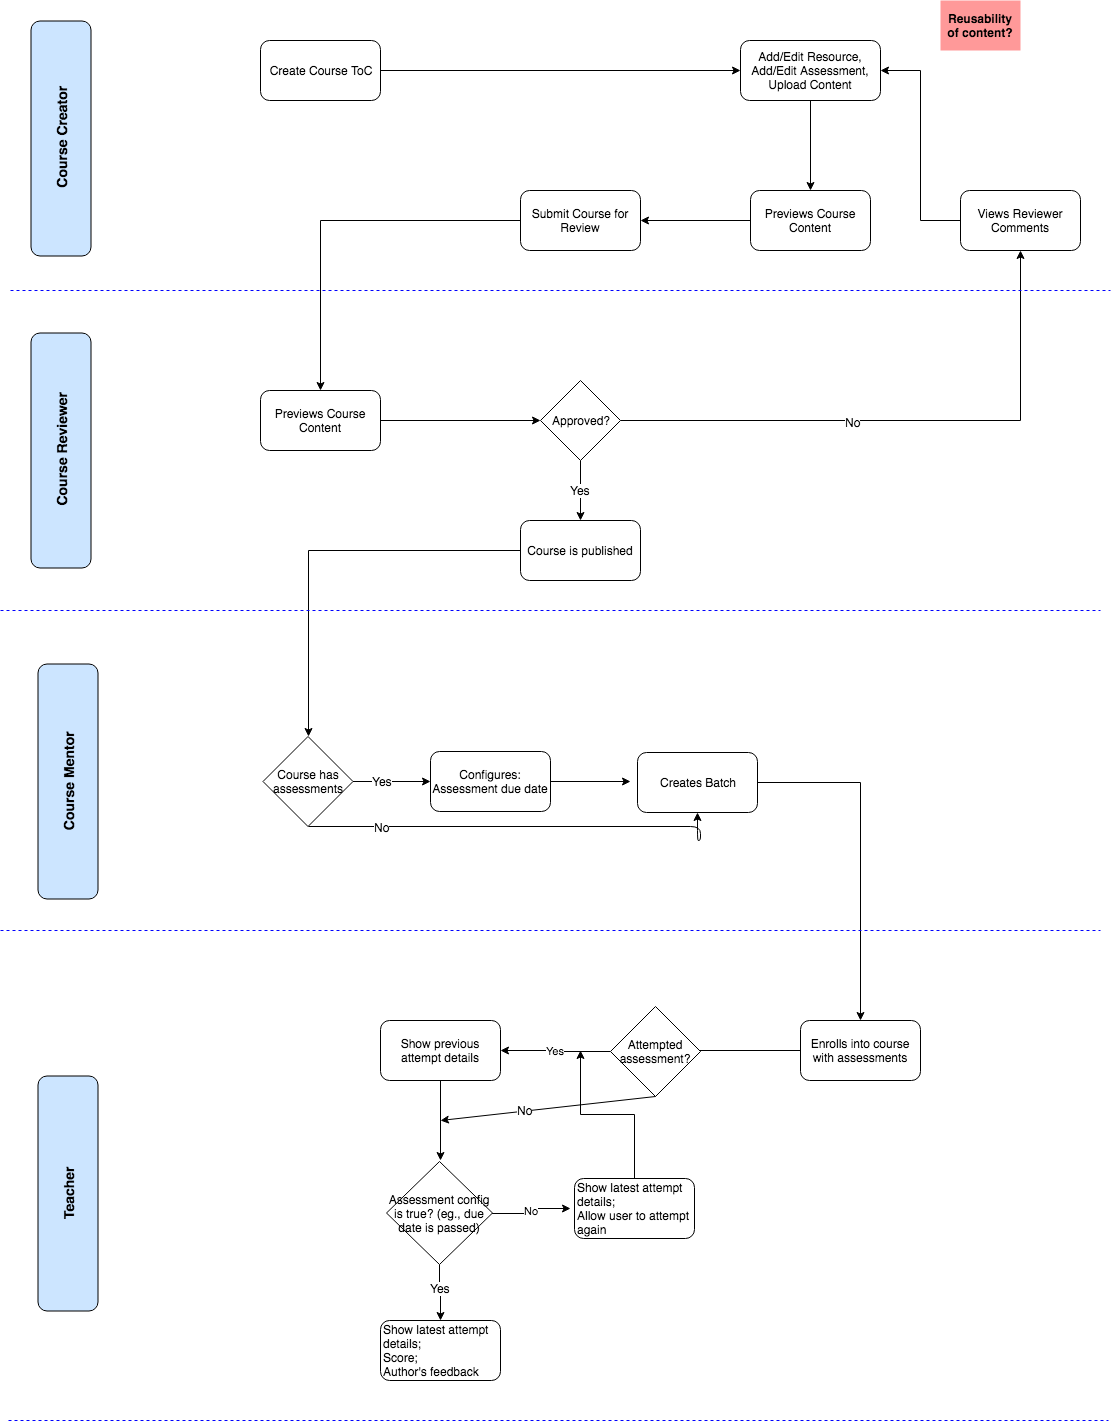 Reusability
of content?
Course Creator
Create Course ToC
Add/Edit Resource,
Add/Edit Assessment,
Upload Content
Submit Course for
Review
Previews Course
Content
Views Reviewer
Comments
Course Reviewer
Previews Course
Content
Approved?
No
Yes
Course is published
Course Mentor
Course has
assessments
Yes
Configures:
Assessment due date
Creates Batch
No
Teacher
Show previous
attempt details
Yes
Attempted
assessment?
Enrolls into course
with assessments
No
Assessment config
is true? (eg., due
date is passed)
No
Show latest attempt
details;
Allow user to attempt
again
Yes
Show latest attempt
details;
Score;
Author's feedback